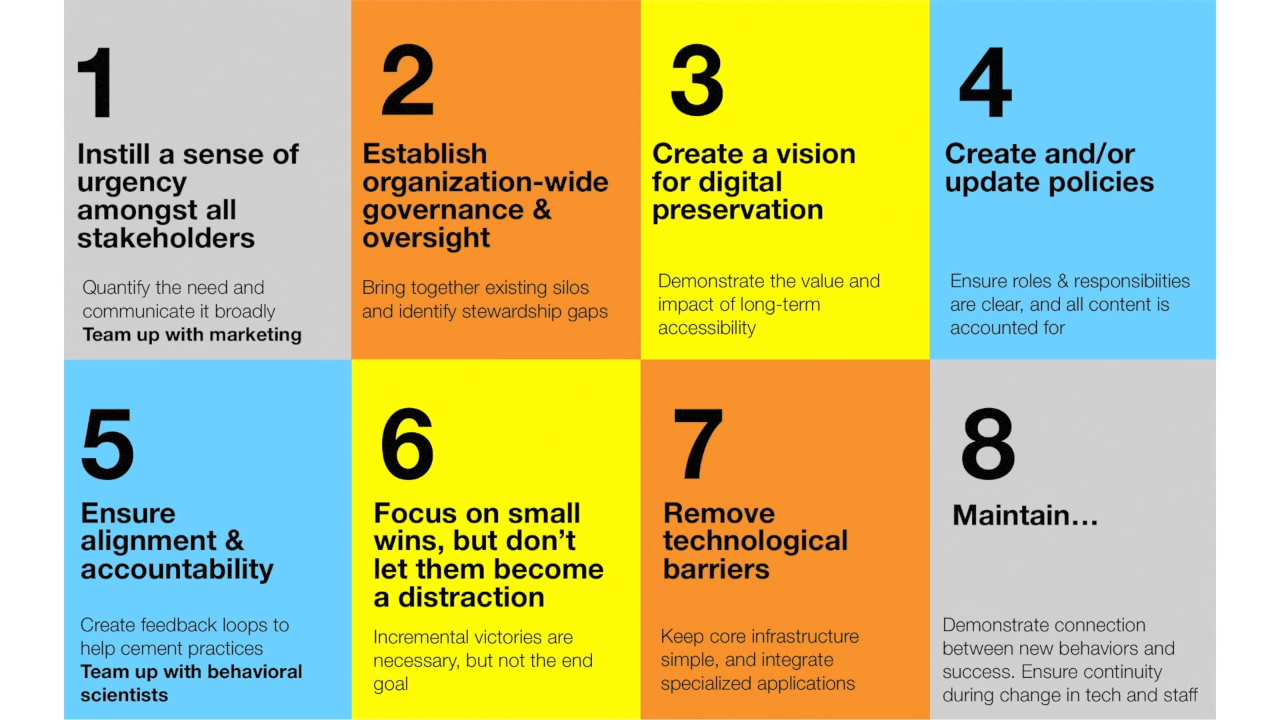 1
Instill a sense of
urgency
amongst all
stakeholders
Quantify the need and
communicate it broadly
Team up with marketing
2
Establish
organization-wide
governance &
oversight
Bring together existing silos
and identify stewardship gaps
3
Create a vision
for digital
preservation
Demonstrate the value and
impact of long-term
accessibility
4
Create and/or
update policies
Ensure roles & responsibiities
are clear, and all content is
accounted for
5
Ensure
alignment &
accountability
Create feedback loops to
help cement practices
Team up with behavioral
scientists
6
Focus on small
wins, but don’t
let them become
a distraction
Incremental victories are
necessary, but not the end
goal
7
Remove
technological
barriers
Keep core infrastructure
simple, and integrate
specialized applications
8
Maintain…
Demonstrate connection
between new behaviors and
success. Ensure continuity
during change in tech and staff